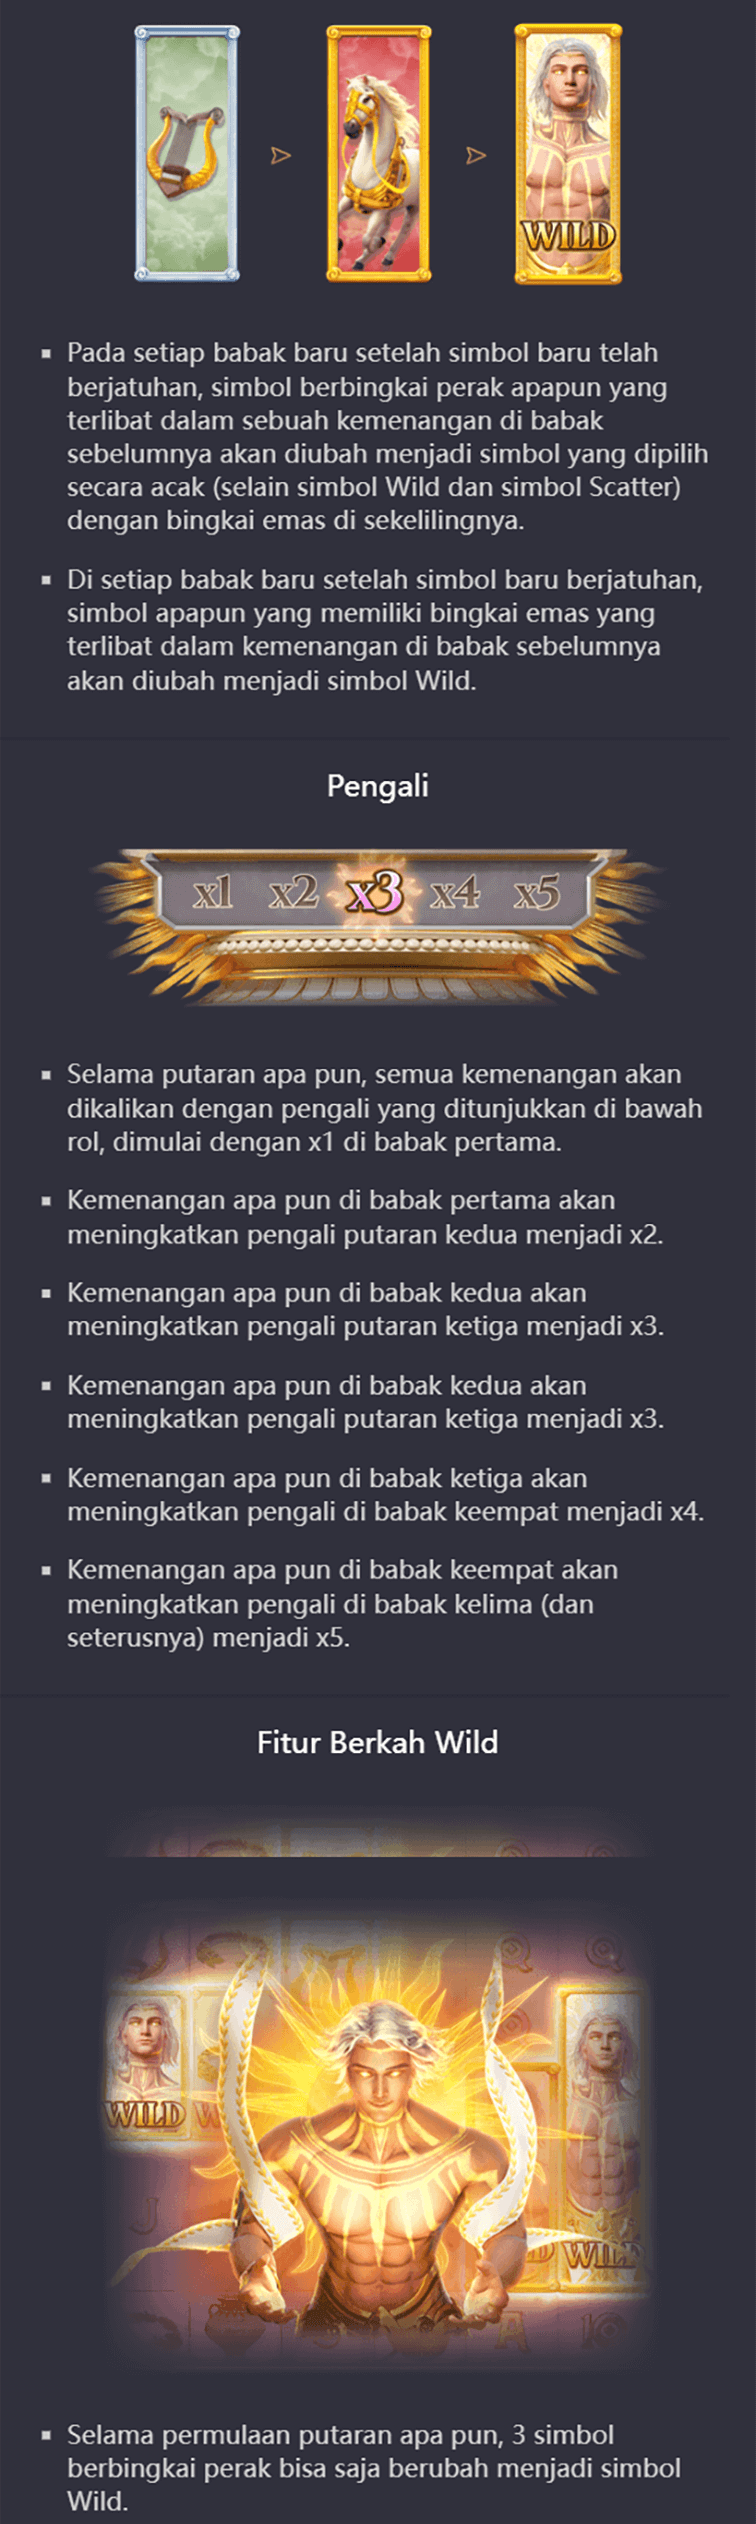 WILD
Pada setiap babak baru setelah simbol baru telah
berjatuhan, simbol berbingkai perak apapun yang
terlibat dalam sebuah kemenangan di babak
sebelumnya akan diubah menjadi simbol yang dipilih
secara acak (selain simbol Wild dan simbol Scatter)
dengan bingkai emas di sekelilingnya.
Di setiap babak baru setelah simbol baru berjatuhan,
simbol apapun yang memiliki bingkai emas yang
terlibat dalam kemenangan di babak sebelumnya
akan diubah menjadi simbol Wild.
Pengali
x1 x2 x3 x4 x5
Selama putaran apa pun, semua kemenangan akan
dikalikan dengan pengali yang ditunjukkan di bawah
rol, dimulai dengan x1 di babak pertama.
Kemenangan apa pun di babak pertama akan
meningkatkan pengali putaran kedua menjadi x2.
Kemenangan apa pun di babak kedua akan
meningkatkan pengali putaran ketiga menjadi x3.
Kemenangan apa pun di babak kedua akan
meningkatkan pengali putaran ketiga menjadi x3.
Kemenangan apa pun di babak ketiga akan
meningkatkan pengali di babak keempat menjadi x4.
Kemenangan apa pun di babak keempat akan
meningkatkan pengali di babak kelima (dan
seterusnya) menjadi x5.
Fitur Berkah Wild
Q
WILD W
J
WILD
A 10
Selama permulaan putaran apa pun, 3 simbol
berbingkai perak bisa saja berubah menjadi simbol
Wild.